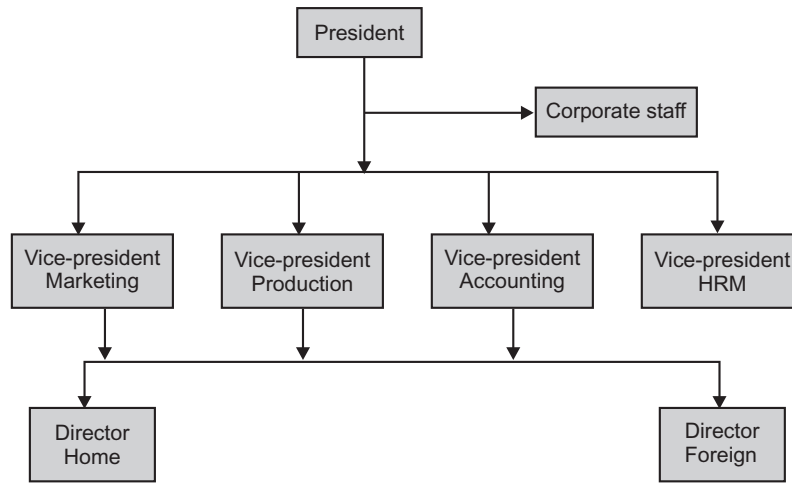 President
Corporate staff
Vice-president
Marketing
Vice-president
Production
Vice-president
Accounting
Vice-president
HRM
Director
Home
Director
Foreign